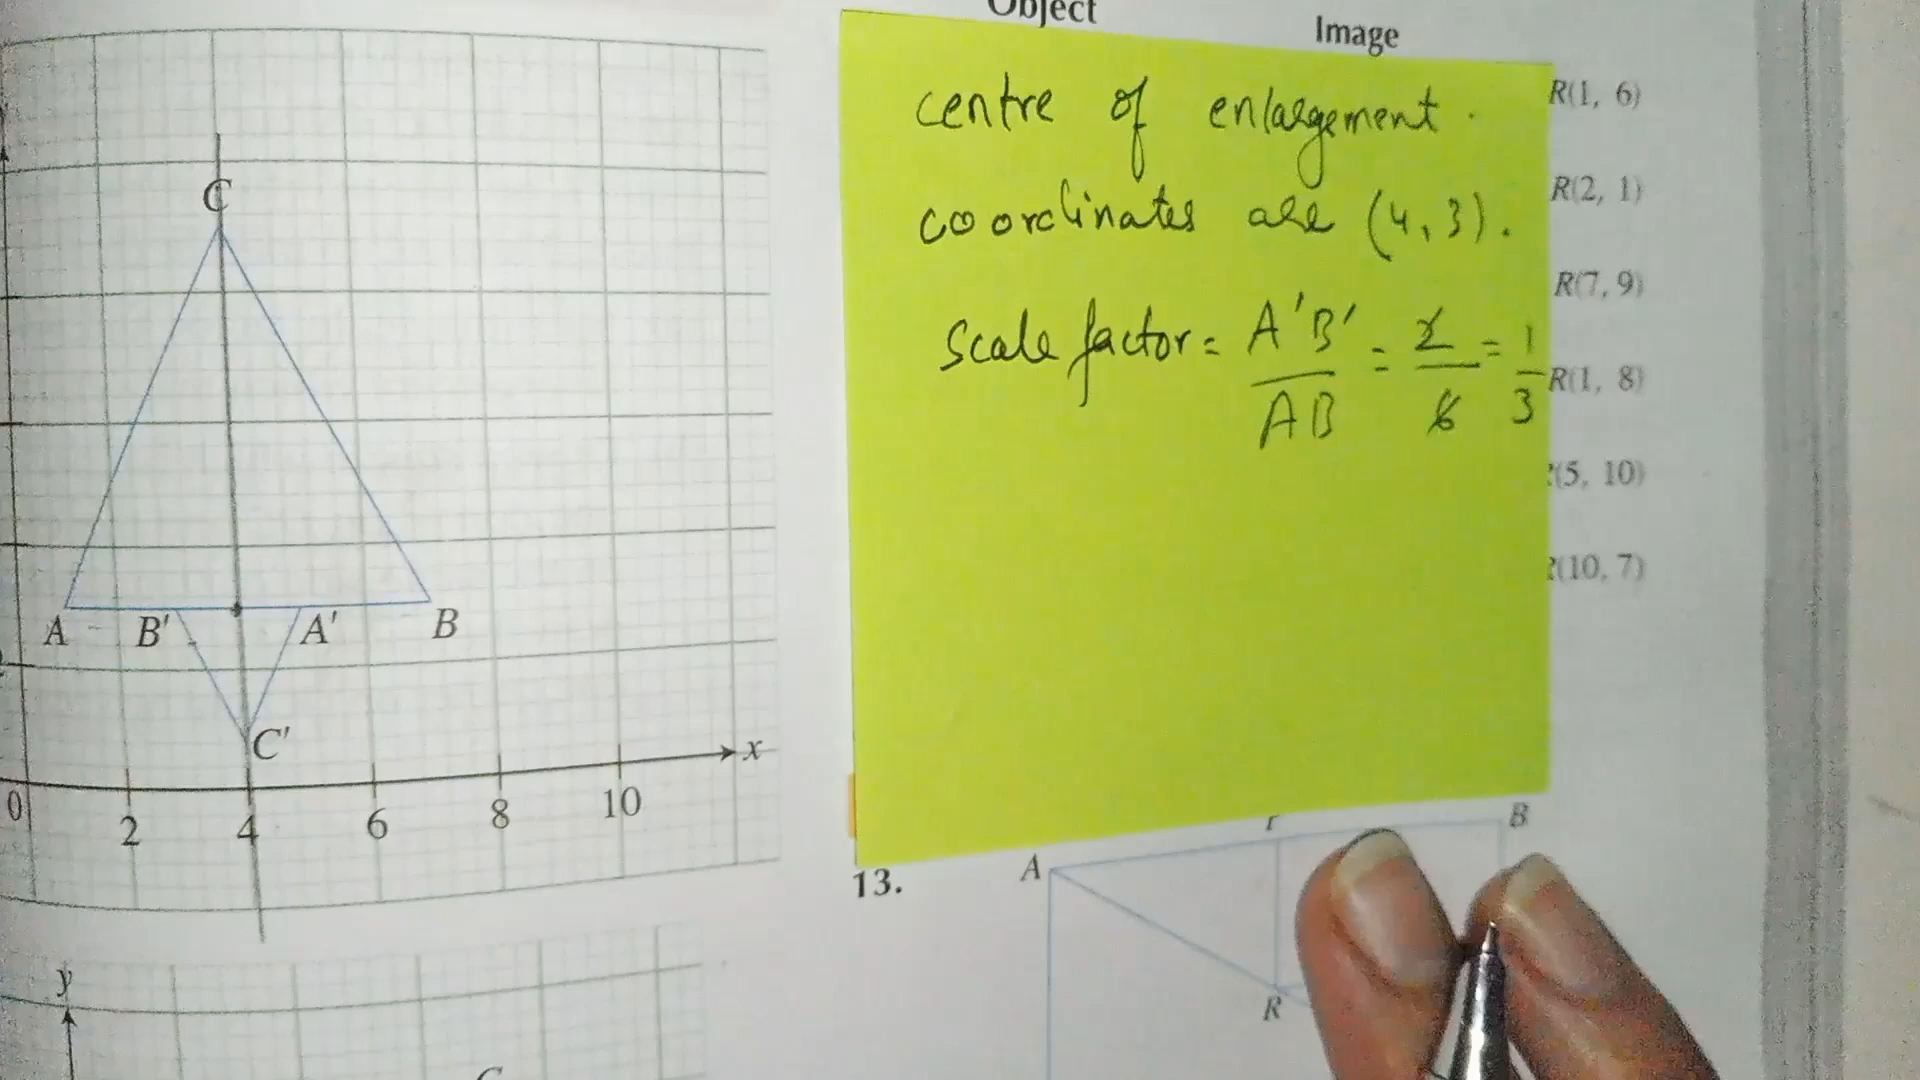 Object Image
centre of enlargement.
coordinates are (4,3).
Scale factor = A'B'/AB = 2/6 = 1/3
R(1, 6)
R(2, 1)
R(7, 9)
R(1, 8)
(5, 10)
(10, 7)
C
A B' A' B
C'
x
0 2 4 6 8 10
y
C
13.
A B
R